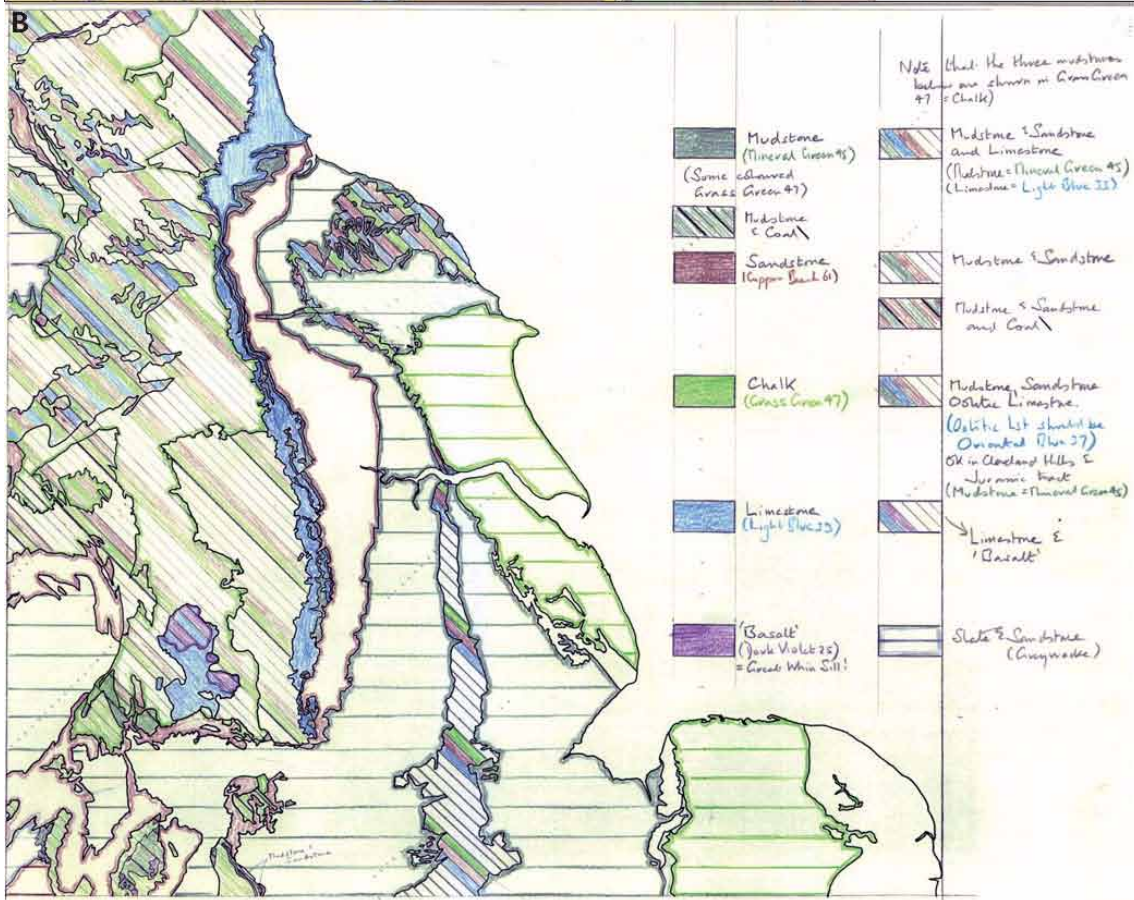 B
Note that the three mudstones
below are shown in Grass Green
47 = Chalk)
Mudstone
(Mineral Green 45)
(Some coloured
Grass Green 47)
Mudstone
& Coal \
Sandstone
(Copper Beech 61)
Chalk
(Grass Green 47)
Limestone
(Light Blue 33)
'Basalt'
(Dark Violet 25)
= Great Whin Sill!
Mudstone & Sandstone
and Limestone
(Mudstone = Mineral Green 45)
(Limestone = Light Blue 33)
Mudstone & Sandstone
Mudstone & Sandstone
and Coal \
Mudstone, Sandstone
Oolitic Limestone.
(Oolitic Lst should be
Oriental Blue 37)
OK in Cleveland Hills &
Jurassic tract
(Mudstone = Mineral Green 45)
Limestone &
'Basalt'
Slate & Sandstone
(Greywacke)
Mudstone &
Sandstone